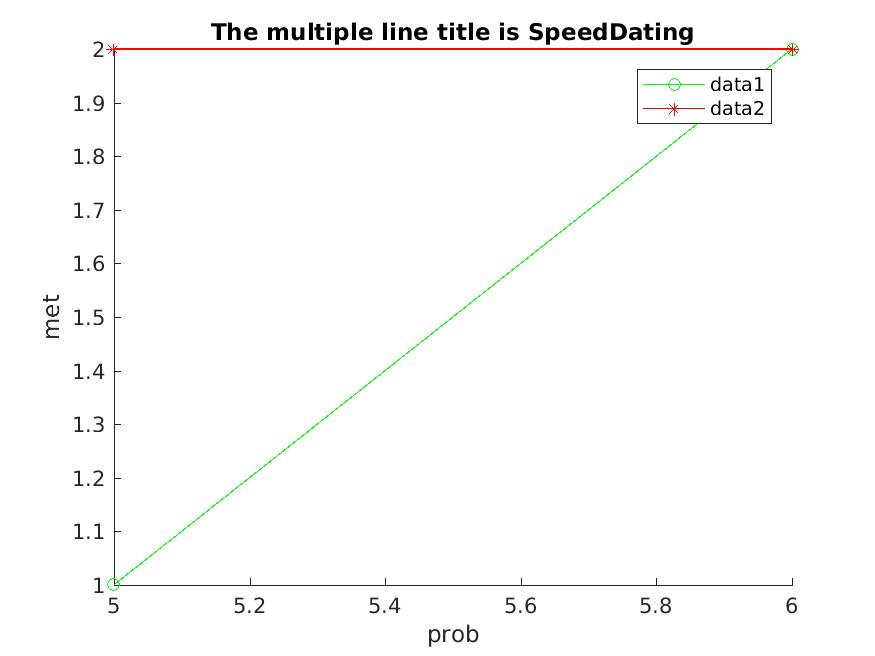 The multiple line title is SpeedDating
2
data1
data2
1.9
1.8
1.7
1.6
1.5
1.4
1.3
1.2
1.1
1
met
5 5.2 5.4 5.6 5.8 6
prob